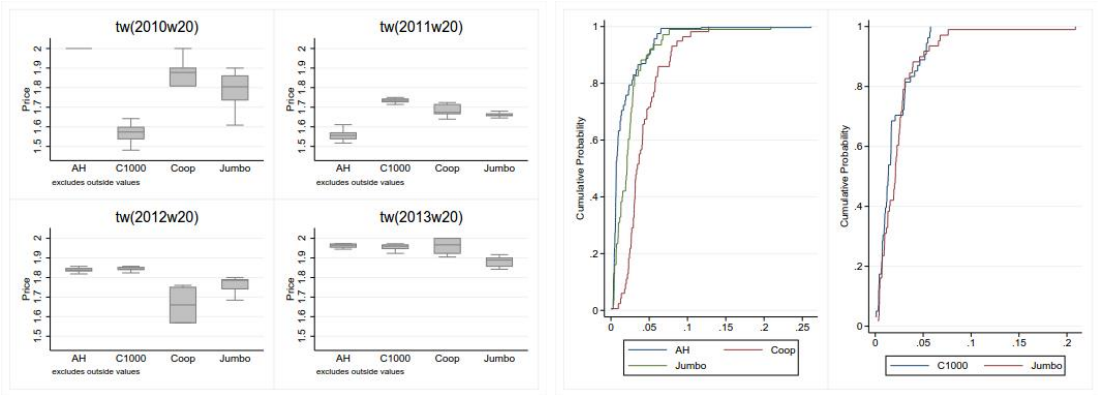 tw(2010w20)
Price
2
1.9
1.8
1.7
1.6
1.5
AH C1000 Coop Jumbo
excludes outside values
tw(2011w20)
Price
2
1.9
1.8
1.7
1.6
1.5
AH C1000 Coop Jumbo
excludes outside values
tw(2012w20)
Price
2
1.9
1.8
1.7
1.6
1.5
AH C1000 Coop Jumbo
excludes outside values
tw(2013w20)
Price
2
1.9
1.8
1.7
1.6
1.5
AH C1000 Coop Jumbo
excludes outside values
Cumulative Probability
1
.8
.6
.4
.2
0
0 .05 .1 .15 .2 .25
AH Coop
Jumbo
Cumulative Probability
1
.8
.6
.4
.2
0
0 .05 .1 .15 .2
C1000 Jumbo